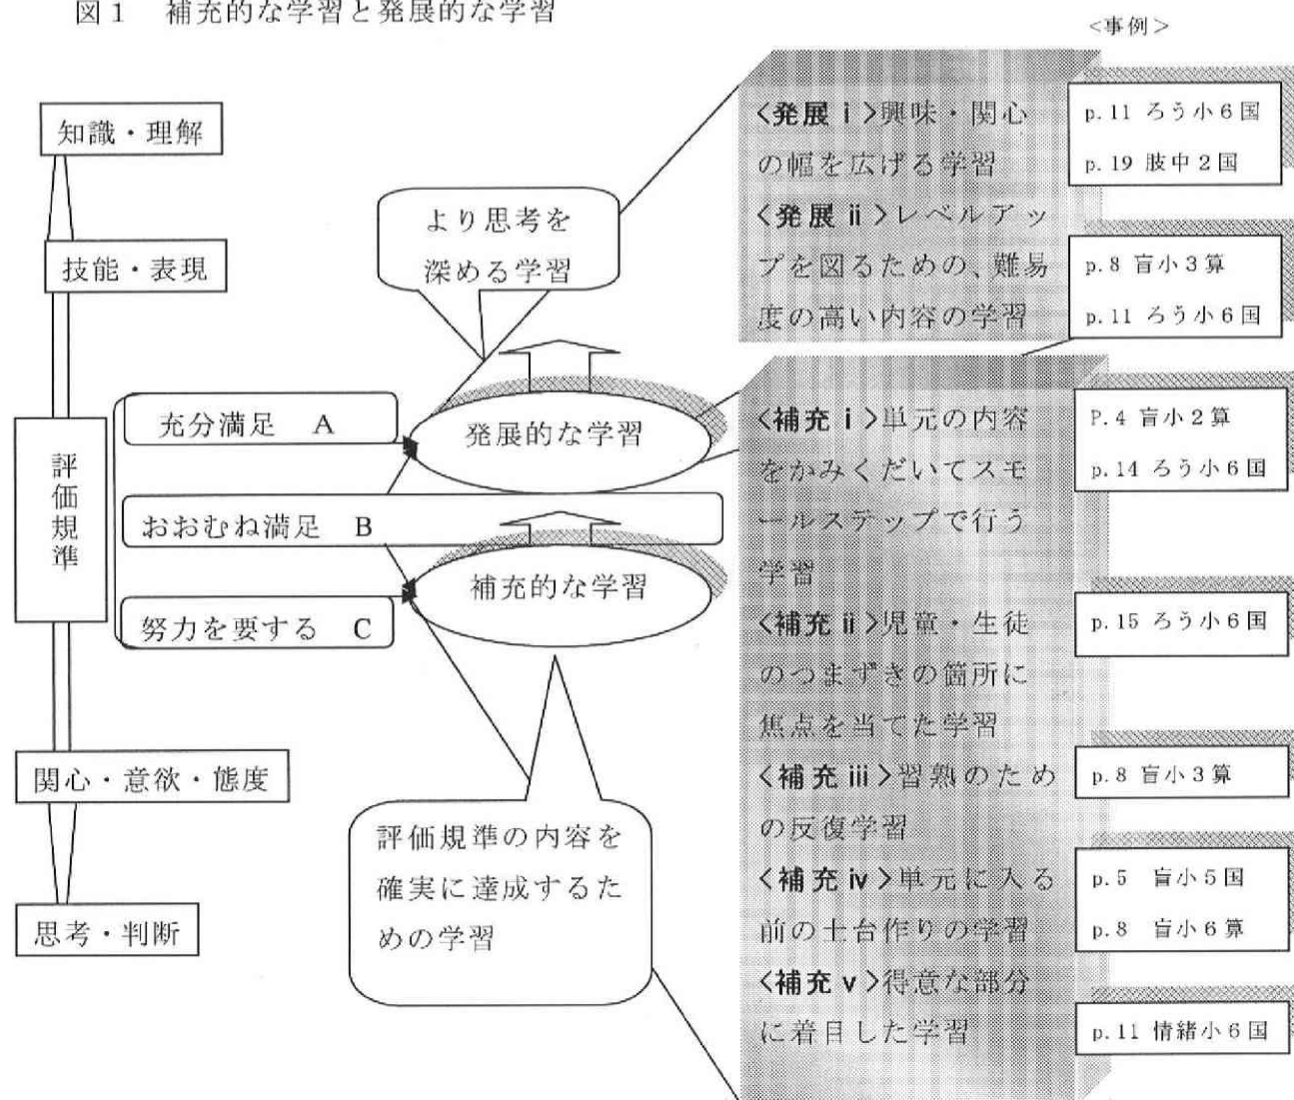 図1 補充的な学習と発展的な学習
<事例>
知識・理解
技能・表現
評価規準
関心・意欲・態度
思考・判断
より思考を
深める学習
充分満足 A
おおむね満足 B
努力を要する C
発展的な学習
補充的な学習
評価規準の内容を
確実に達成するた
めの学習
<発展ⅰ>興味・関心
の幅を広げる学習
<発展ⅱ>レベルアッ
プを図るための、難易
度の高い内容の学習
p.11 ろう小6国
p.19 肢中2国
p.8 盲小3算
p.11 ろう小6国
<補充ⅰ>単元の内容
をかみくだいてスモ
ールステップで行う
学習
<補充ⅱ>児童・生徒
のつまずきの箇所に
焦点を当てた学習
<補充ⅲ>習熟のため
の反復学習
<補充ⅳ>単元に入る
前の土台作りの学習
<補充ⅴ>得意な部分
に着目した学習
P.4 盲小2算
p.14 ろう小6国
p.15 ろう小6国
p.8 盲小3算
p.5 盲小5国
p.8 盲小6算
p.11 情緒小6国